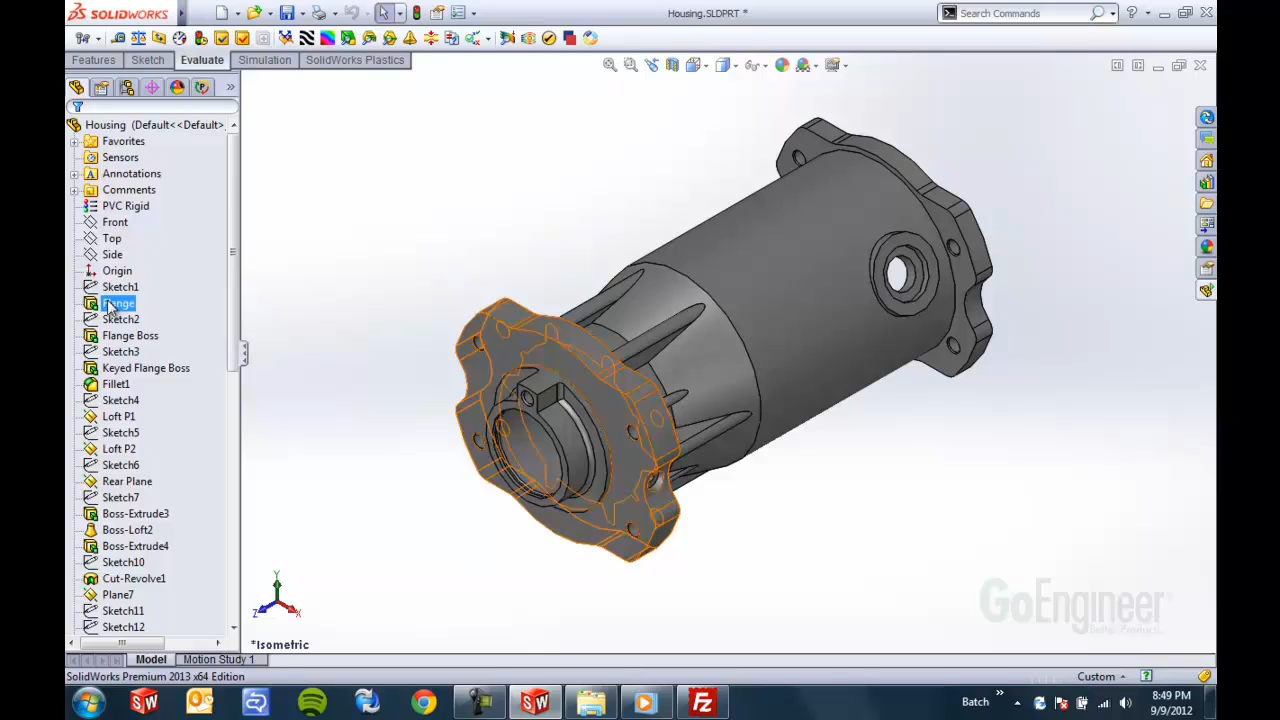 SOLIDWORKS
Housing.SLDPRT *
Search Commands
Features
Sketch
Evaluate
Simulation
SolidWorks Plastics
Housing (Default<<Default>
Favorites
Sensors
Annotations
Comments
PVC Rigid
Front
Top
Side
Origin
Sketch1
Flange
Sketch2
Flange Boss
Sketch3
Keyed Flange Boss
Fillet1
Sketch4
Loft P1
Sketch5
Loft P2
Sketch6
Rear Plane
Sketch7
Boss-Extrude3
Boss-Loft2
Boss-Extrude4
Sketch10
Cut-Revolve1
Plane7
Sketch11
Sketch12
Y
Z
X
*Isometric
GoEngineer
Better Products.
Model
Motion Study 1
SolidWorks Premium 2013 x64 Edition
Custom
Batch
8:49 PM
9/9/2012